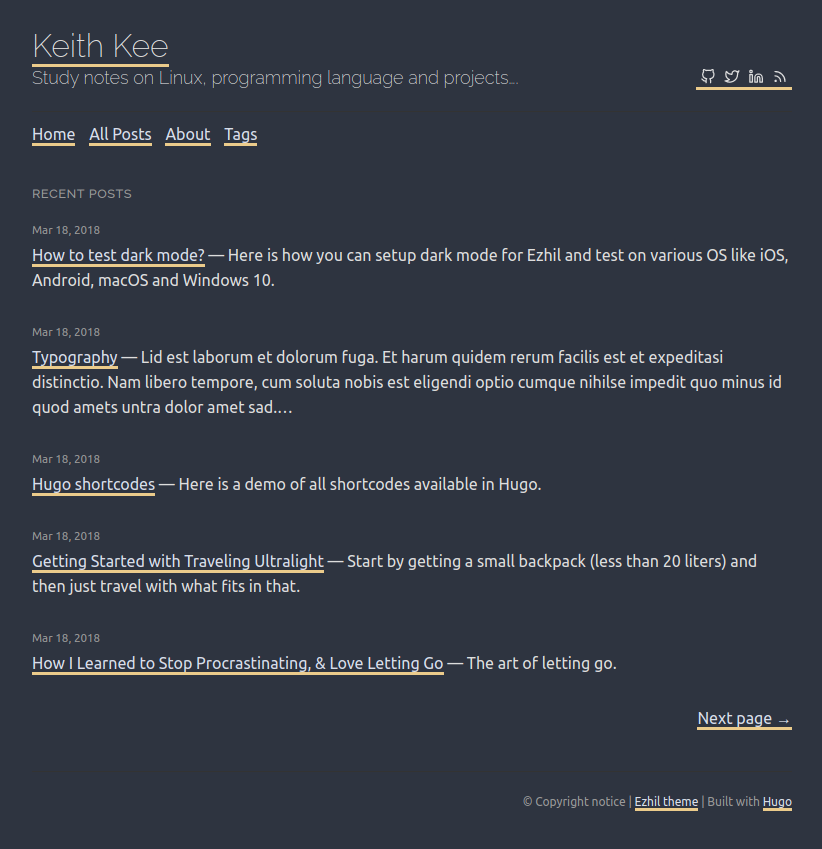 Keith Kee
Study notes on Linux, programming language and projects...
Home All Posts About Tags
RECENT POSTS
Mar 18, 2018
How to test dark mode? — Here is how you can setup dark mode for Ezhil and test on various OS like iOS,
Android, macOS and Windows 10.
Mar 18, 2018
Typography — Lid est laborum et dolorum fuga. Et harum quidem rerum facilis est et expeditasi
distinctio. Nam libero tempore, cum soluta nobis est eligendi optio cumque nihilse impedit quo minus id
quod amets untra dolor amet sad.…
Mar 18, 2018
Hugo shortcodes — Here is a demo of all shortcodes available in Hugo.
Mar 18, 2018
Getting Started with Traveling Ultralight — Start by getting a small backpack (less than 20 liters) and
then just travel with what fits in that.
Mar 18, 2018
How I Learned to Stop Procrastinating, & Love Letting Go — The art of letting go.
Next page →
© Copyright notice | Ezhil theme | Built with Hugo